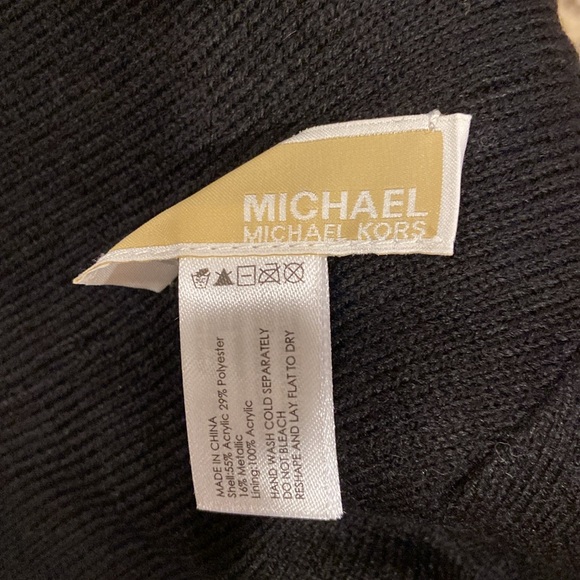 MICHAEL
MICHAEL KORS
MADE IN CHINA
Shell:55% Acrylic 29% Polyester
16% Metallic
Lining:100% Acrylic
HAND WASH COLD SEPARATELY
DO NOT BLEACH
RESHAPE AND LAY FLAT TO DRY